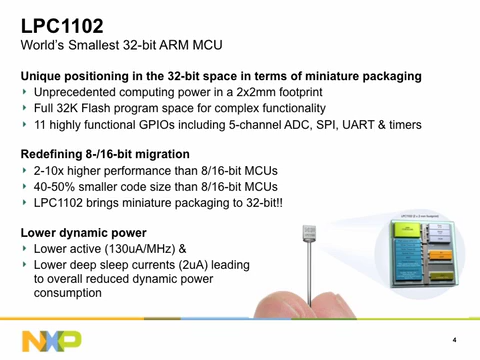 LPC1102
World's Smallest 32-bit ARM MCU
Unique positioning in the 32-bit space in terms of miniature packaging
Unprecedented computing power in a 2x2mm footprint
Full 32K Flash program space for complex functionality
11 highly functional GPIOs including 5-channel ADC, SPI, UART & timers
Redefining 8-/16-bit migration
2-10x higher performance than 8/16-bit MCUs
40-50% smaller code size than 8/16-bit MCUs
LPC1102 brings miniature packaging to 32-bit!!
Lower dynamic power
Lower active (130uA/MHz) &
Lower deep sleep currents (2uA) leading
to overall reduced dynamic power
consumption
NXP
4